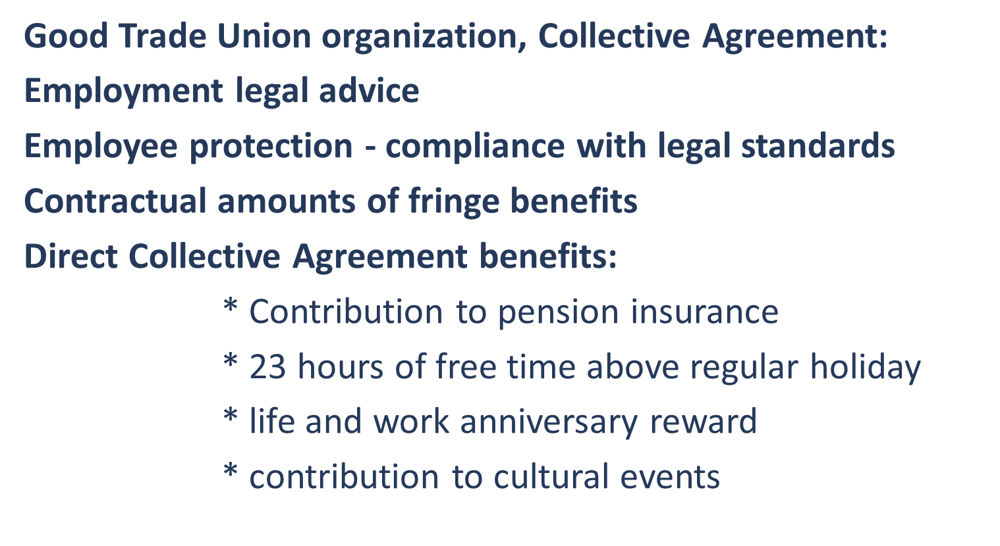 Good Trade Union organization, Collective Agreement:
Employment legal advice
Employee protection - compliance with legal standards
Contractual amounts of fringe benefits
Direct Collective Agreement benefits:
* Contribution to pension insurance
* 23 hours of free time above regular holiday
* life and work anniversary reward
* contribution to cultural events